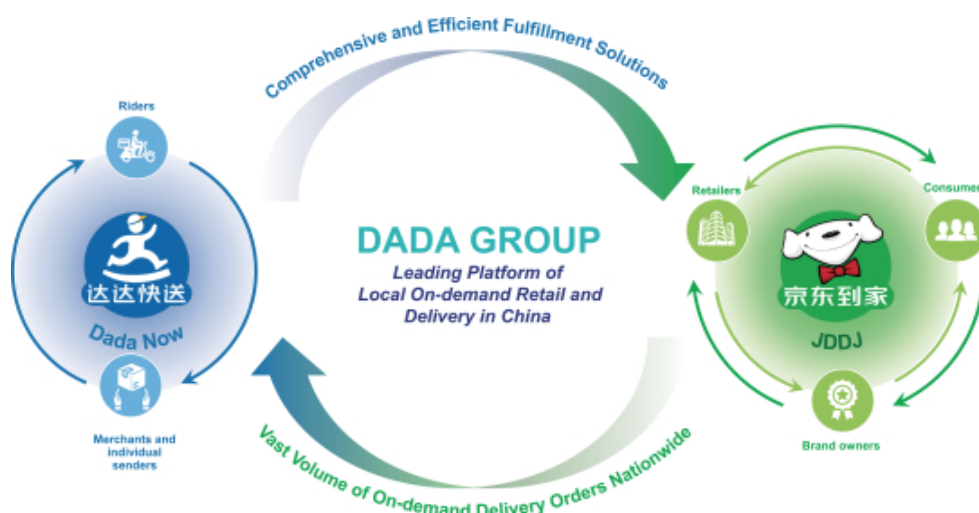 Comprehensive and Efficient Fulfillment Solutions
Riders
达达快送
Dada Now
Merchants and
individual
senders
DADA GROUP
Leading Platform of
Local On-demand Retail and
Delivery in China
Retailers
Consumer
京东到家
JDDJ
Brand owners
Vast Volume of On-demand Delivery Orders Nationwide